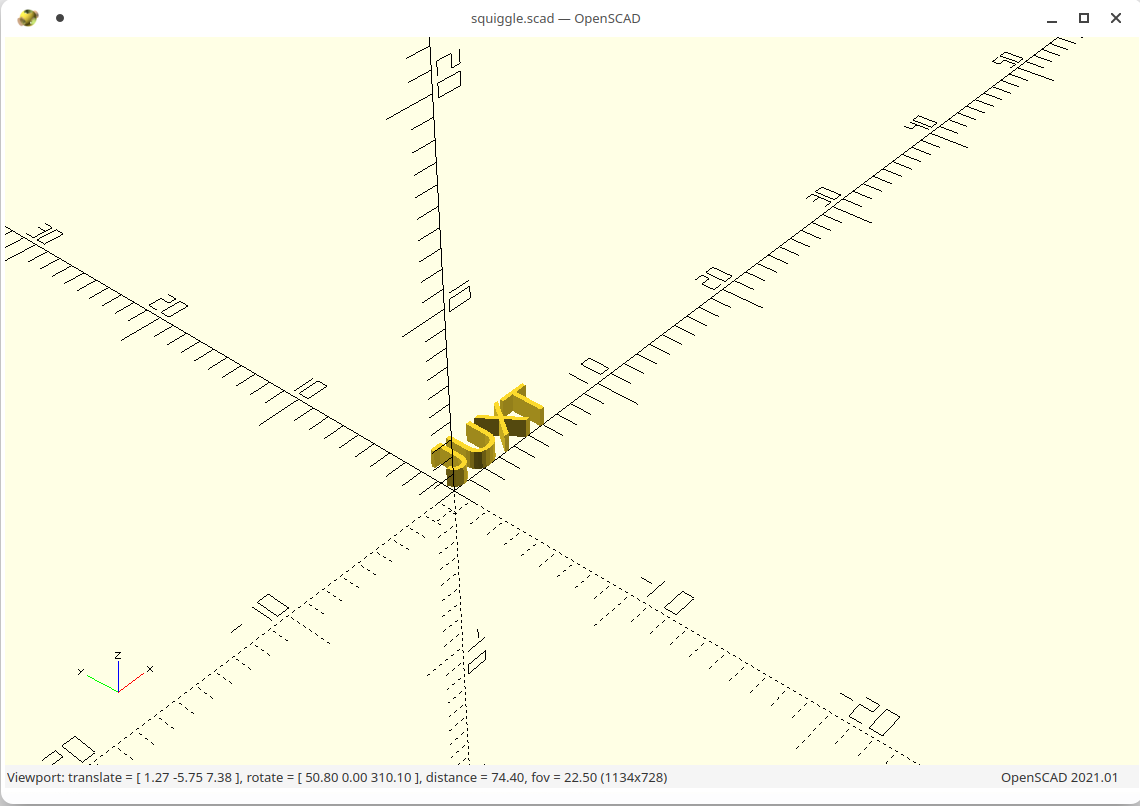 squiggle.scad — OpenSCAD
50
20
40
30
30
20
10
20
10
10
JUXT
-10
-10
-10
Z
Y X
-20
Viewport: translate = [ 1.27 -5.75 7.38 ], rotate = [ 50.80 0.00 310.10 ], distance = 74.40, fov = 22.50 (1134x728) OpenSCAD 2021.01